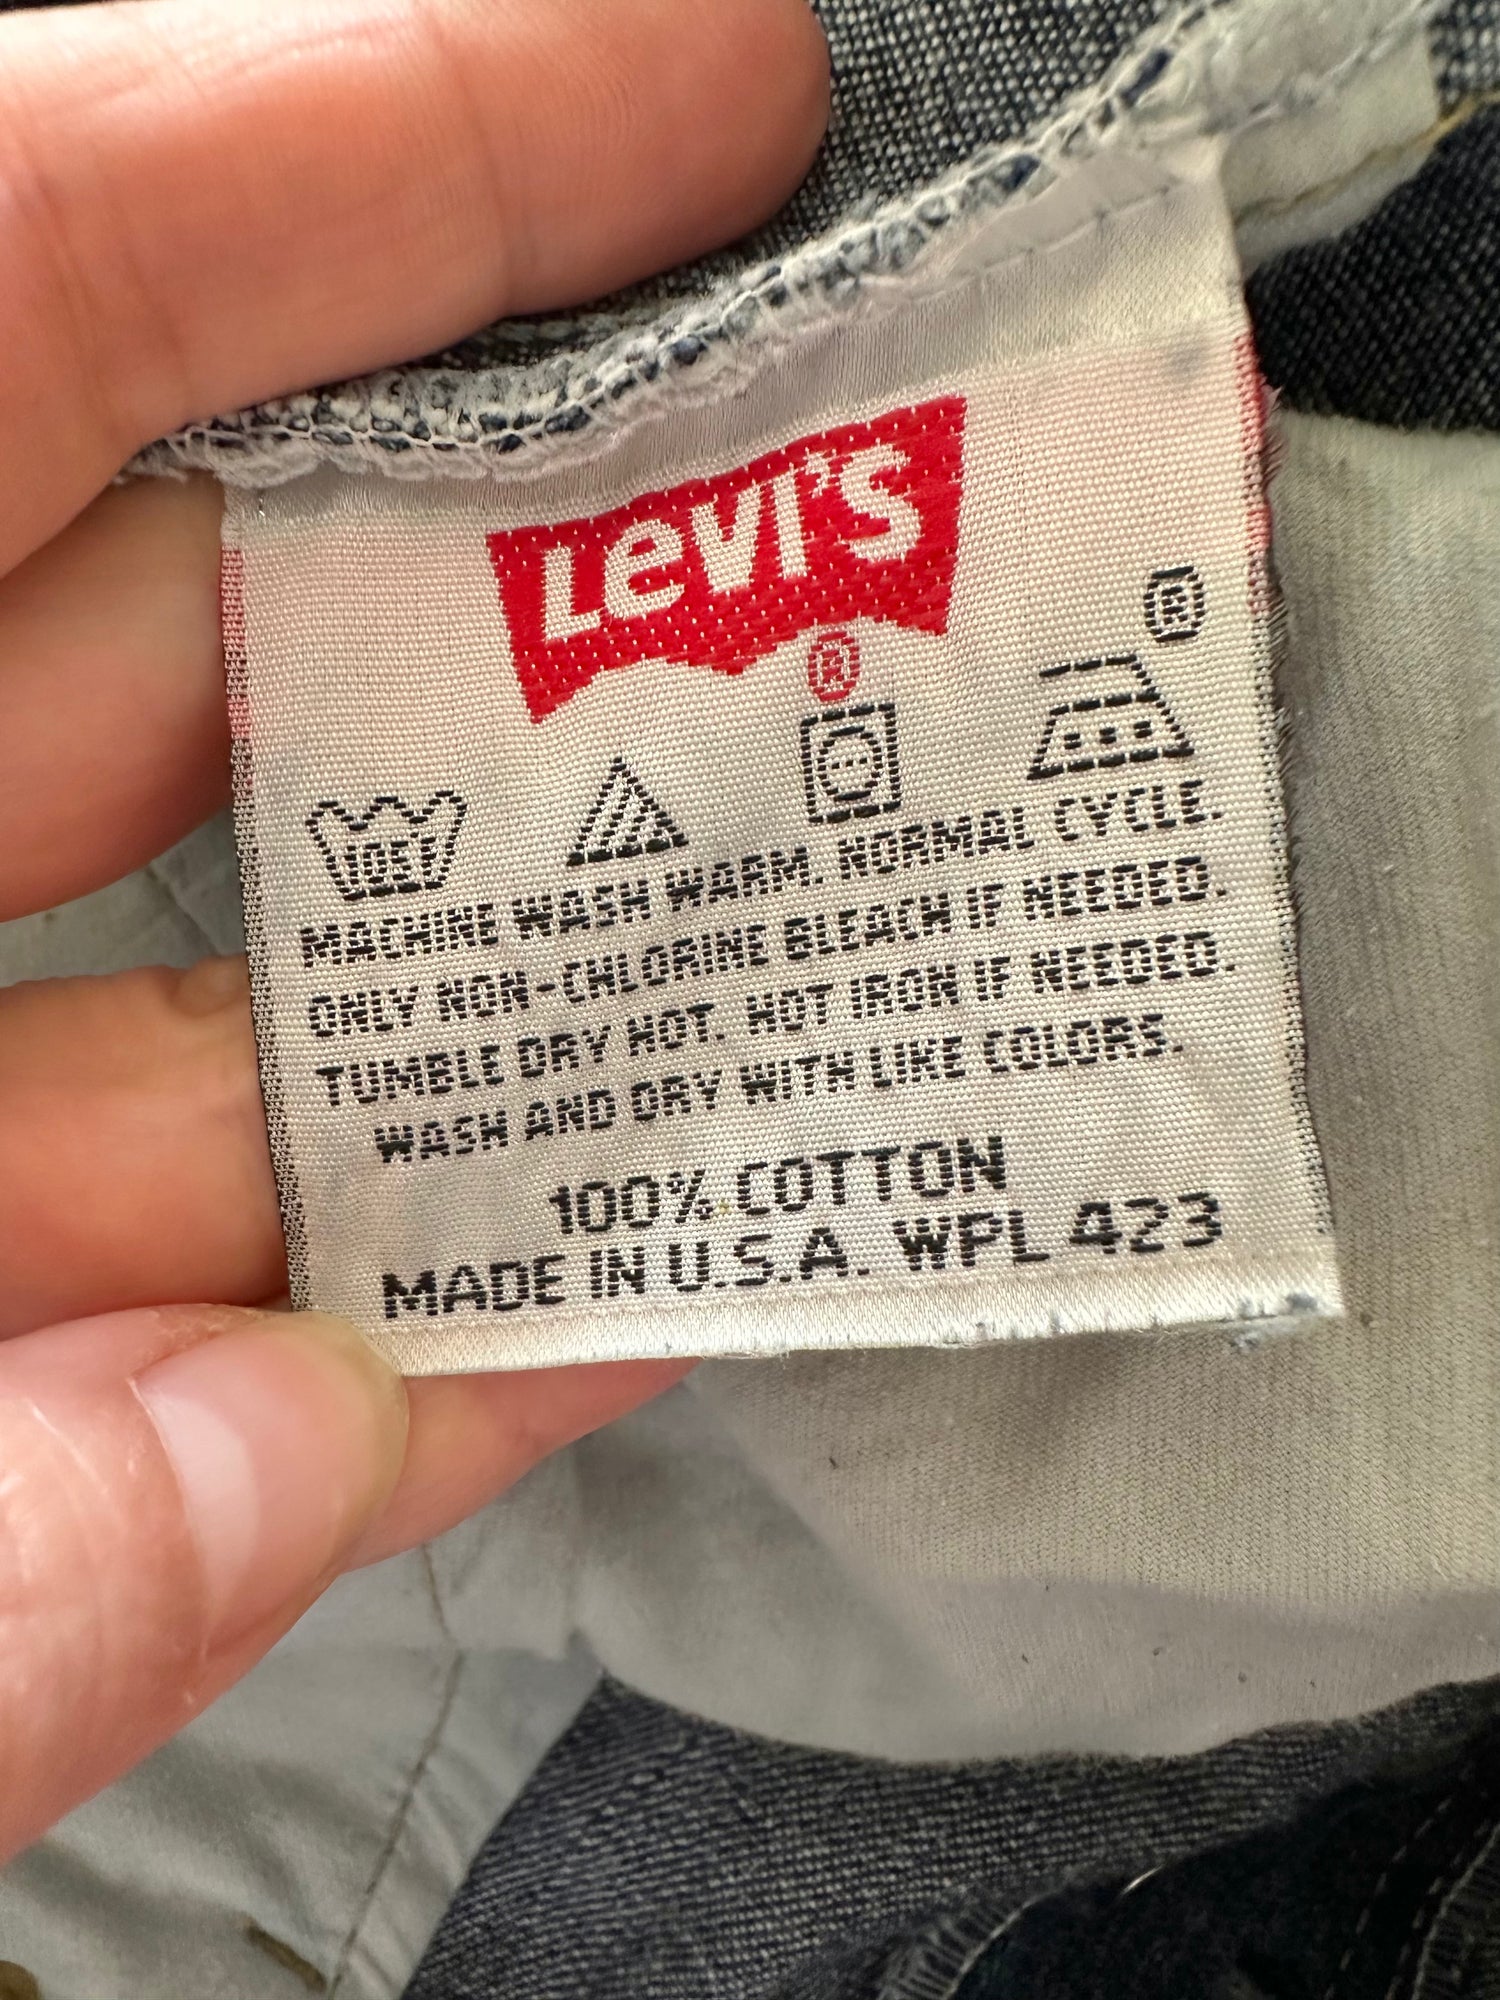 Levi's
®
®
105°
MACHINE WASH WARM. NORMAL CYCLE.
ONLY NON-CHLORINE BLEACH IF NEEDED.
TUMBLE DRY HOT. HOT IRON IF NEEDED.
WASH AND DRY WITH LIKE COLORS.
100% COTTON
MADE IN U.S.A. WPL 423